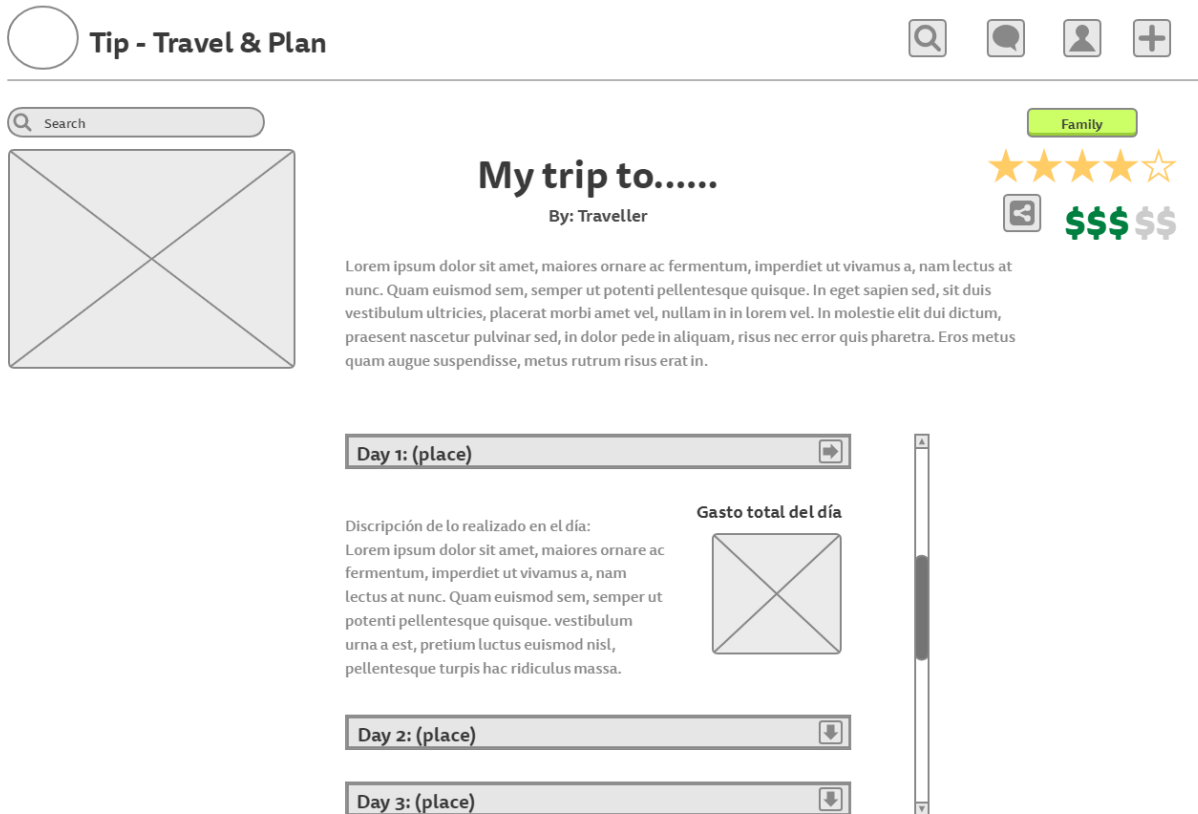 Tip - Travel & Plan
Search
Family
My trip to......
By: Traveller
$$$$$
Lorem ipsum dolor sit amet, maiores ornare ac fermentum, imperdiet ut vivamus a, nam lectus at
nunc. Quam euismod sem, semper ut potenti pellentesque quisque. In eget sapien sed, sit duis
vestibulum ultricies, placerat morbi amet vel, nullam in in lorem vel. In molestie elit dui dictum,
praesent nascetur pulvinar sed, in dolor pede in aliquam, risus nec error quis pharetra. Eros metus
quam augue suspendisse, metus rutrum risus erat in.
Day 1: (place)
Gasto total del día
Discripción de lo realizado en el día:
Lorem ipsum dolor sit amet, maiores ornare ac
fermentum, imperdiet ut vivamus a, nam
lectus at nunc. Quam euismod sem, semper ut
potenti pellentesque quisque. vestibulum
urna a est, pretium luctus euismod nisl,
pellentesque turpis hac ridiculus massa.
Day 2: (place)
Day 3: (place)